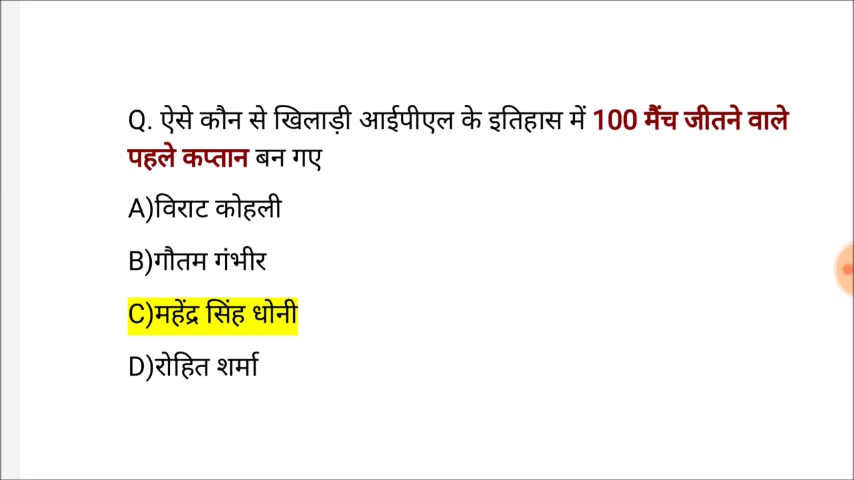 Q. ऐसे कौन से खिलाड़ी आईपीएल के इतिहास में 100 मैंच जीतने वाले
पहले कप्तान बन गए
A)विराट कोहली
B)गौतम गंभीर
C)महेंद्र सिंह धोनी
D)रोहित शर्मा